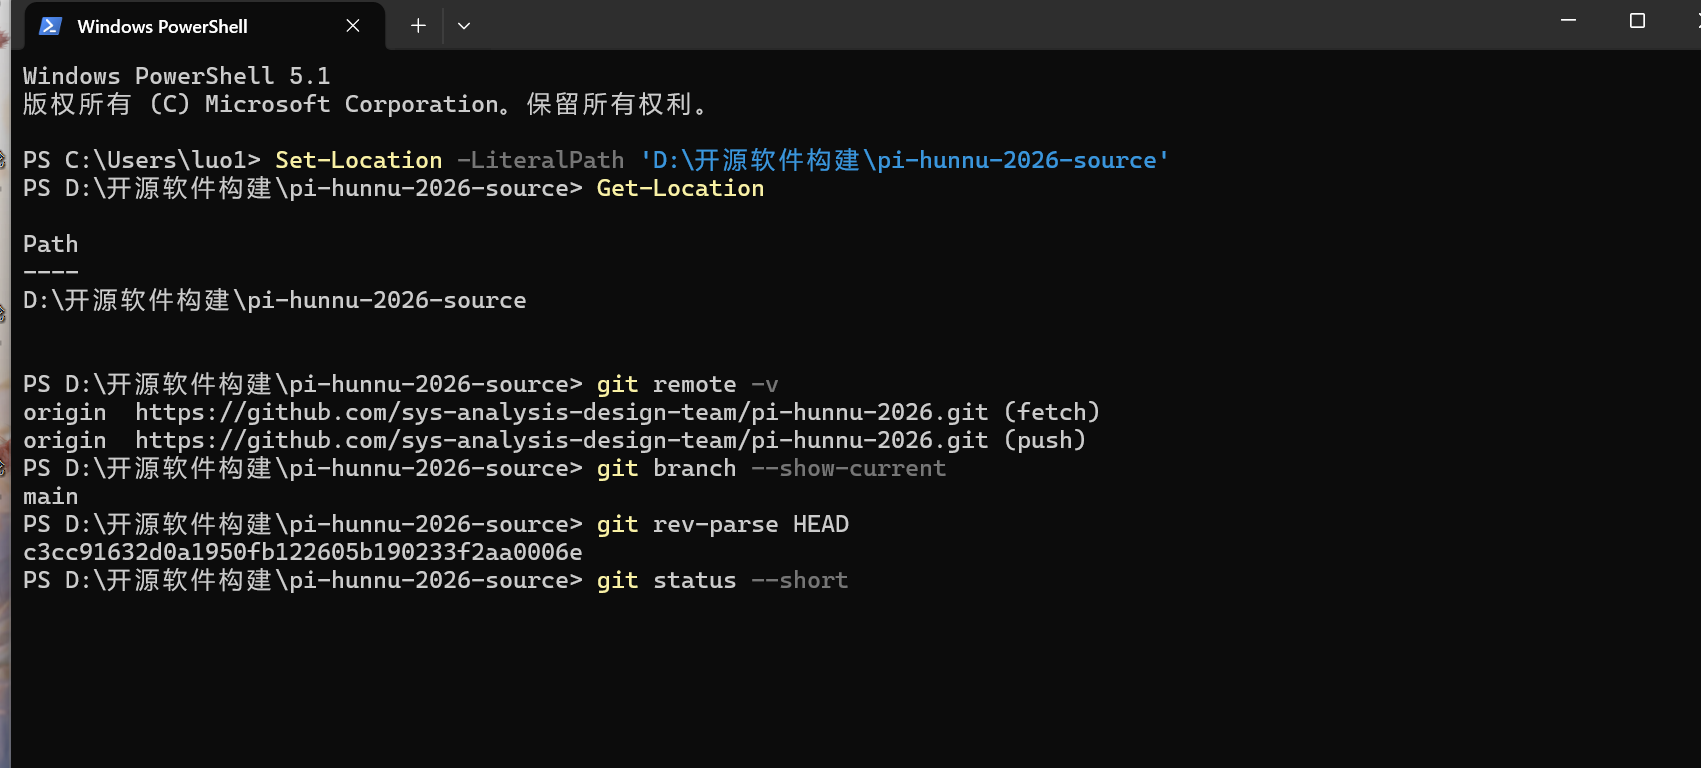 Windows PowerShell
Windows PowerShell 5.1
版权所有 (C) Microsoft Corporation。保留所有权利。
PS C:\Users\luo1> Set-Location -LiteralPath 'D:\开源软件构建\pi-hunnu-2026-source'
PS D:\开源软件构建\pi-hunnu-2026-source> Get-Location
Path
----
D:\开源软件构建\pi-hunnu-2026-source
PS D:\开源软件构建\pi-hunnu-2026-source> git remote -v
origin  https://github.com/sys-analysis-design-team/pi-hunnu-2026.git (fetch)
origin  https://github.com/sys-analysis-design-team/pi-hunnu-2026.git (push)
PS D:\开源软件构建\pi-hunnu-2026-source> git branch --show-current
main
PS D:\开源软件构建\pi-hunnu-2026-source> git rev-parse HEAD
c3cc91632d0a1950fb122605b190233f2aa0006e
PS D:\开源软件构建\pi-hunnu-2026-source> git status --short